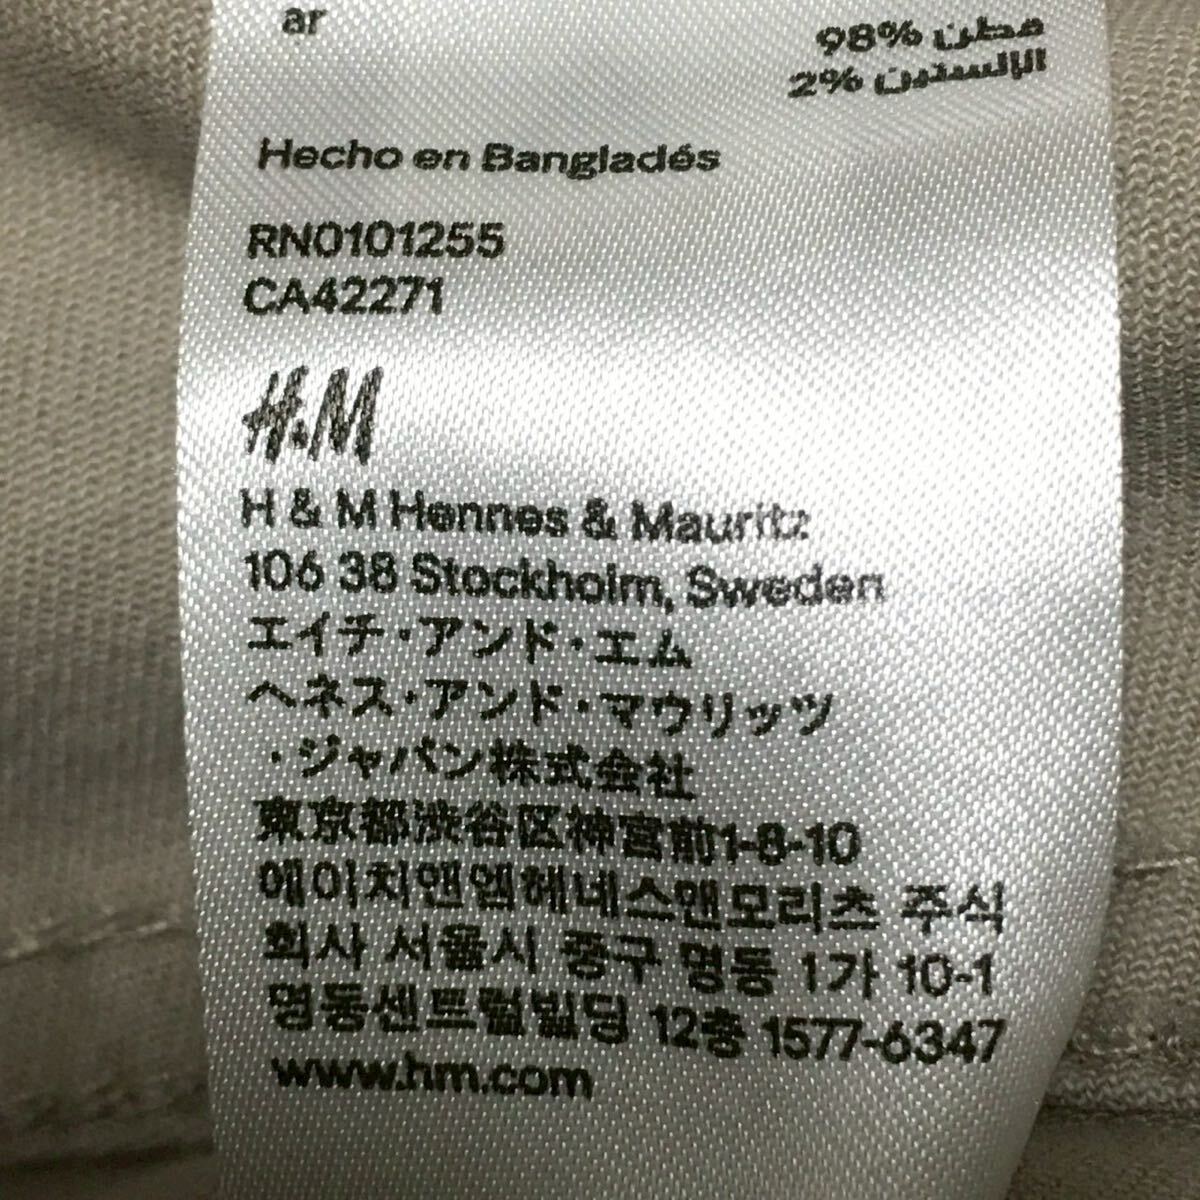 ar
98% قطن
2% الإلستين
Hecho en Bangladés
RN0101255
CA42271
H&M
H & M Hennes & Mauritz
106 38 Stockholm, Sweden
エイチ・アンド・エム
ヘネス・アンド・マウリッツ
・ジャパン株式会社
東京都渋谷区神宮前1-8-10
에이치앤엠헤네스앤모리츠 주식
회사 서울시 중구 명동 1가 10-1
명동센트럴빌딩 12층 1577-6347
www.hm.com